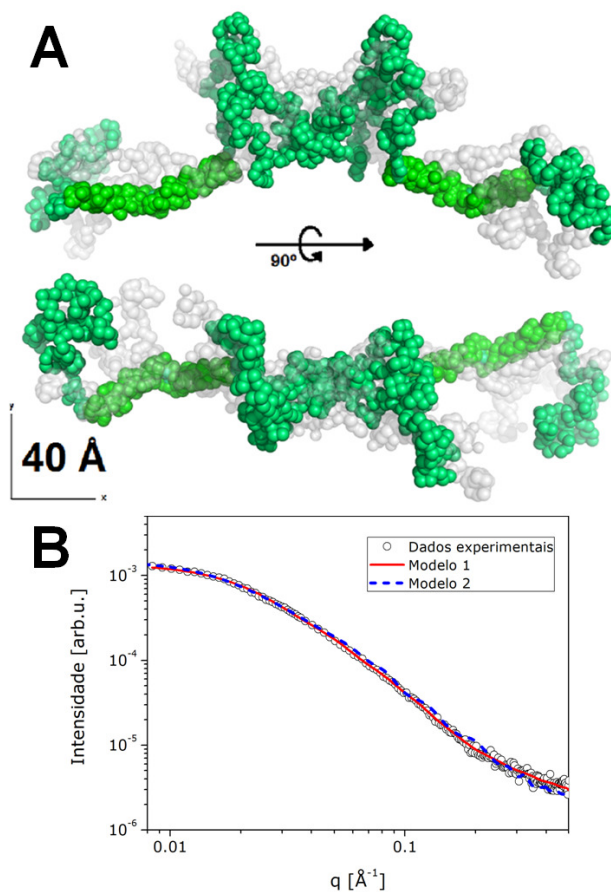 A
90º
y
40 Å
x
B
Dados experimentais
Modelo 1
Modelo 2
Intensidade [arb.u.]
10⁻³
10⁻⁴
10⁻⁵
10⁻⁶
0.01
0.1
q [Å⁻¹]